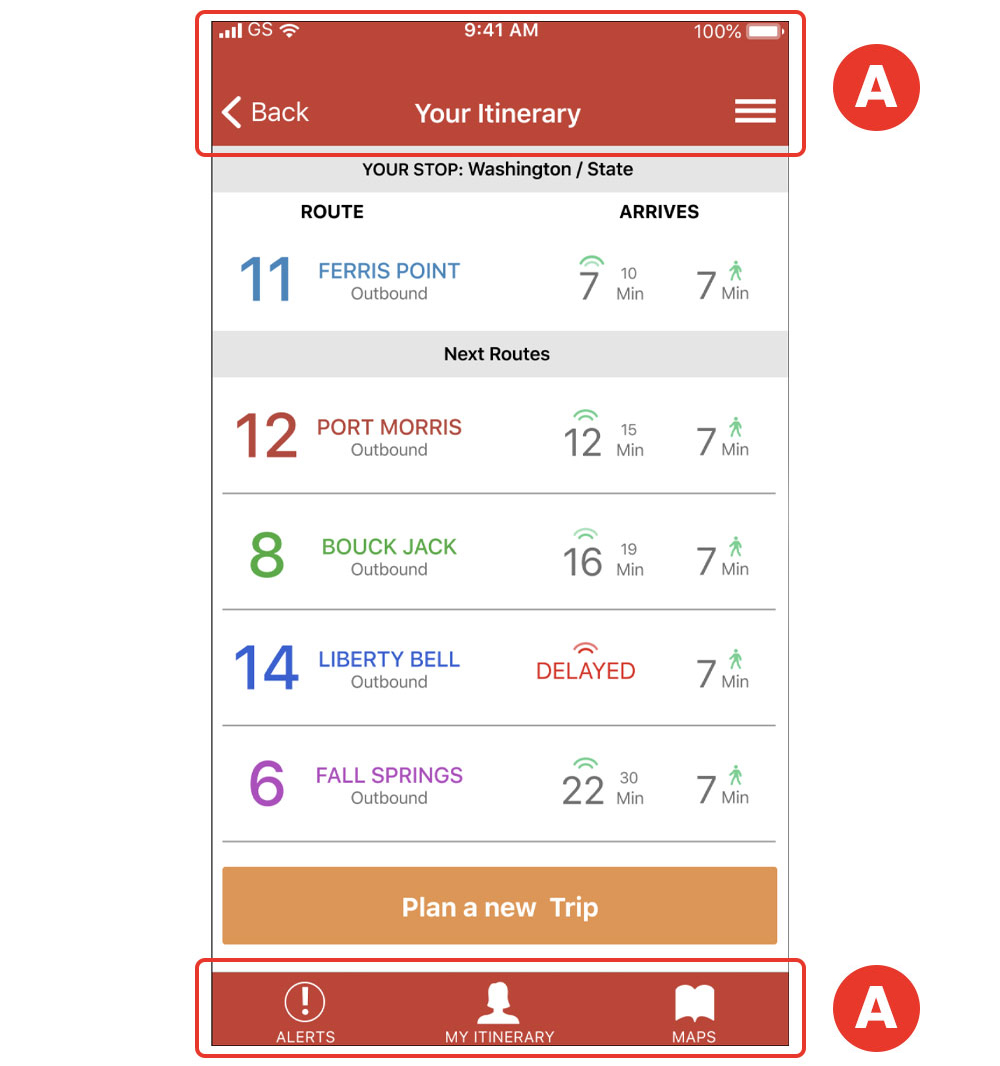 GS 9:41 AM 100%
A
Back Your Itinerary
YOUR STOP: Washington / State
ROUTE ARRIVES
11 FERRIS POINT 7 10 7
Outbound Min Min
Next Routes
12 PORT MORRIS 12 15 7
Outbound Min Min
8 BOUCK JACK 16 19 7
Outbound Min Min
14 LIBERTY BELL DELAYED 7
Outbound Min
6 FALL SPRINGS 22 30 7
Outbound Min Min
Plan a new Trip
A
ALERTS MY ITINERARY MAPS